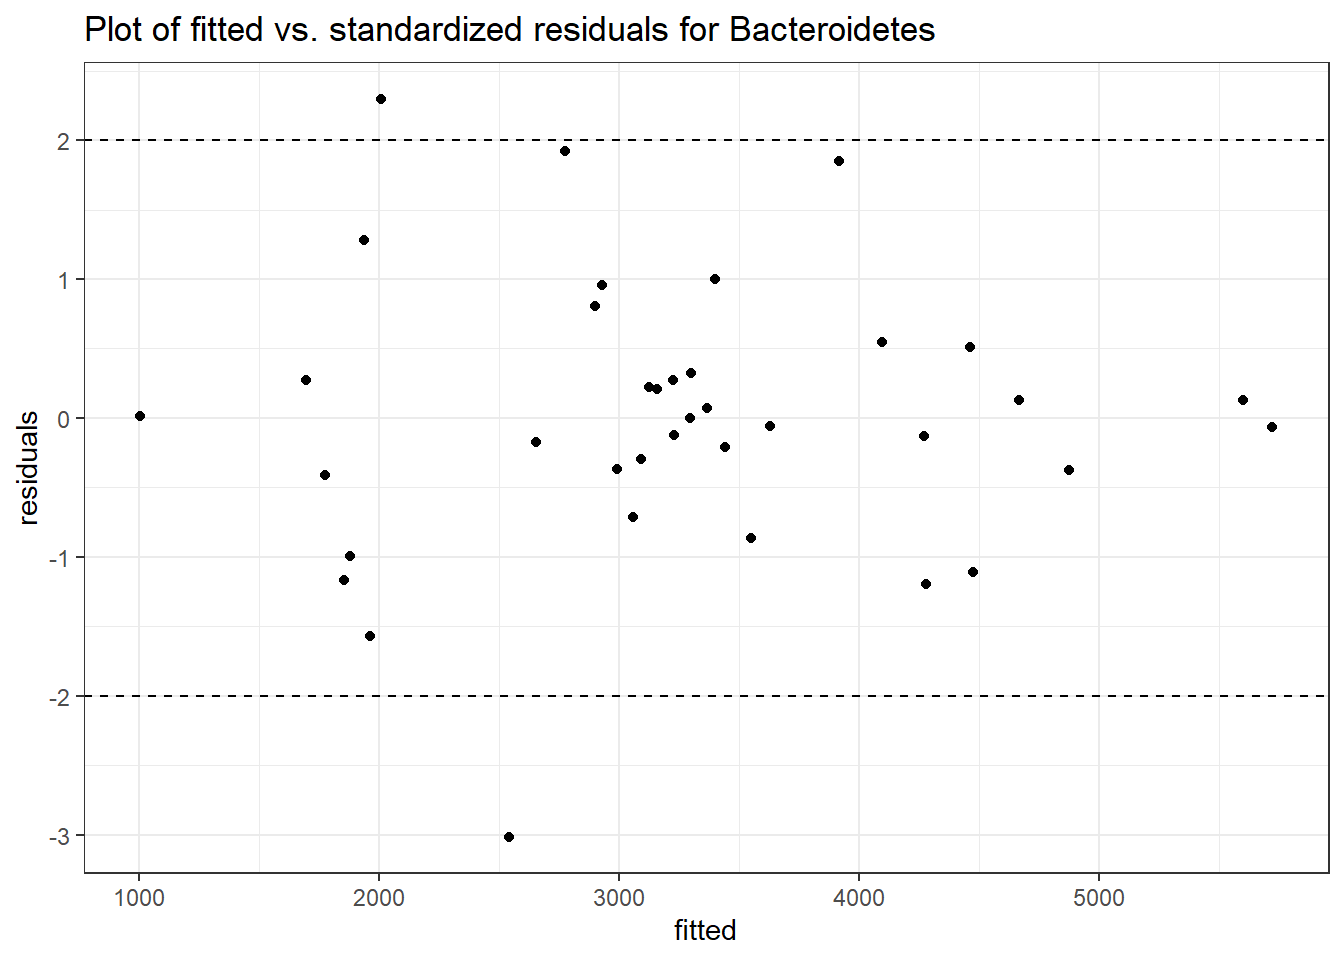 Plot of fitted vs. standardized residuals for Bacteroidetes
residuals
2
1
0
-1
-2
-3
1000 2000 3000 4000 5000
fitted